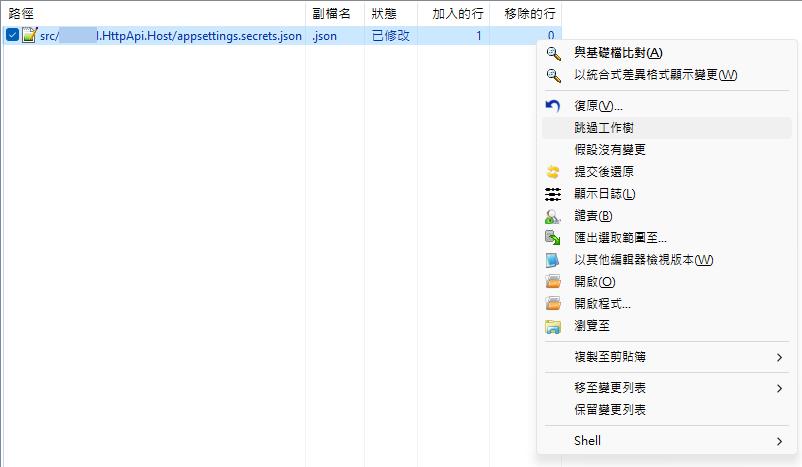 路徑 副檔名 狀態 加入的行 移除的行
src/ l.HttpApi.Host/appsettings.secrets.json .json 已修改 1 0
與基礎檔比對(A)
以統合式差異格式顯示變更(W)
復原(V)...
跳過工作樹
假設沒有變更
提交後還原
顯示日誌(L)
譴責(B)
匯出選取範圍至...
以其他編輯器檢視版本(W)
開啟(O)
開啟程式...
瀏覽至
複製至剪貼簿
移至變更列表
保留變更列表
Shell